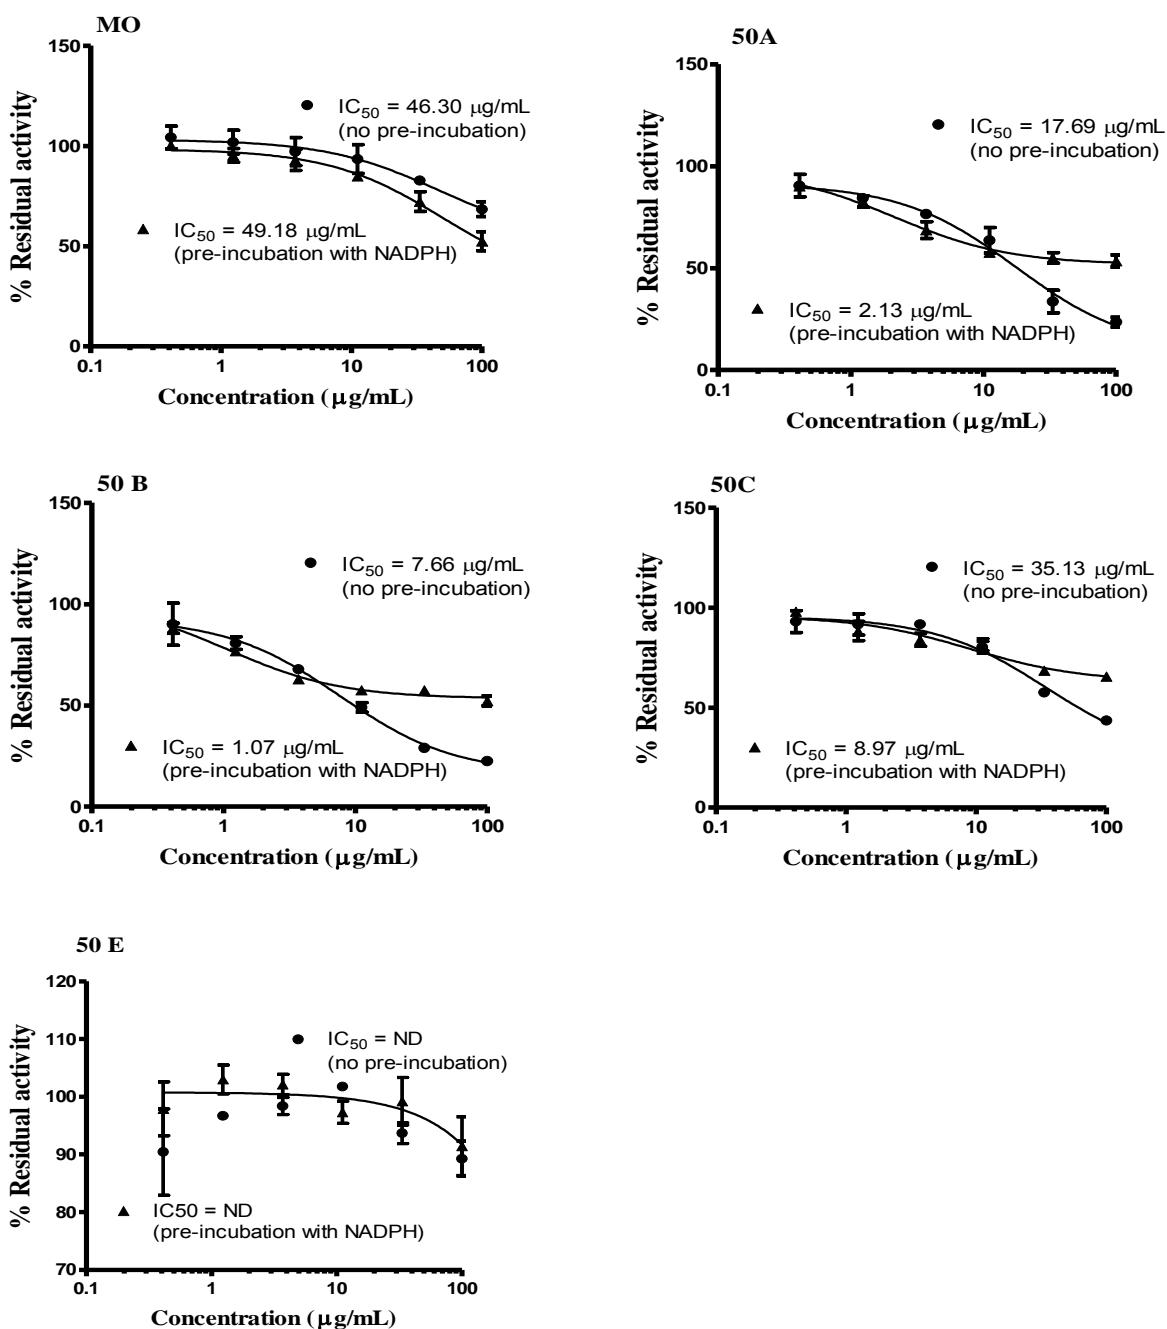 MO
150
100
50
0
0.1
1
10
100
% Residual activity
Concentration (µg/mL)
IC50 = 46.30 µg/mL
(no pre-incubation)
IC50 = 49.18 µg/mL
(pre-incubation with NADPH)
50A
150
100
50
0
0.1
1
10
100
% Residual activity
Concentration (µg/mL)
IC50 = 17.69 µg/mL
(no pre-incubation)
IC50 = 2.13 µg/mL
(pre-incubation with NADPH)
50 B
150
100
50
0
0.1
1
10
100
% Residual activity
Concentration (µg/mL)
IC50 = 7.66 µg/mL
(no pre-incubation)
IC50 = 1.07 µg/mL
(pre-incubation with NADPH)
50C
150
100
50
0
0.1
1
10
100
% Residual activity
Concentration (µg/mL)
IC50 = 35.13 µg/mL
(no pre-incubation)
IC50 = 8.97 µg/mL
(pre-incubation with NADPH)
50 E
120
110
100
90
80
70
0.1
1
10
100
% Residual activity
Concentration (µg/mL)
IC50 = ND
(no pre-incubation)
IC50 = ND
(pre-incubation with NADPH)